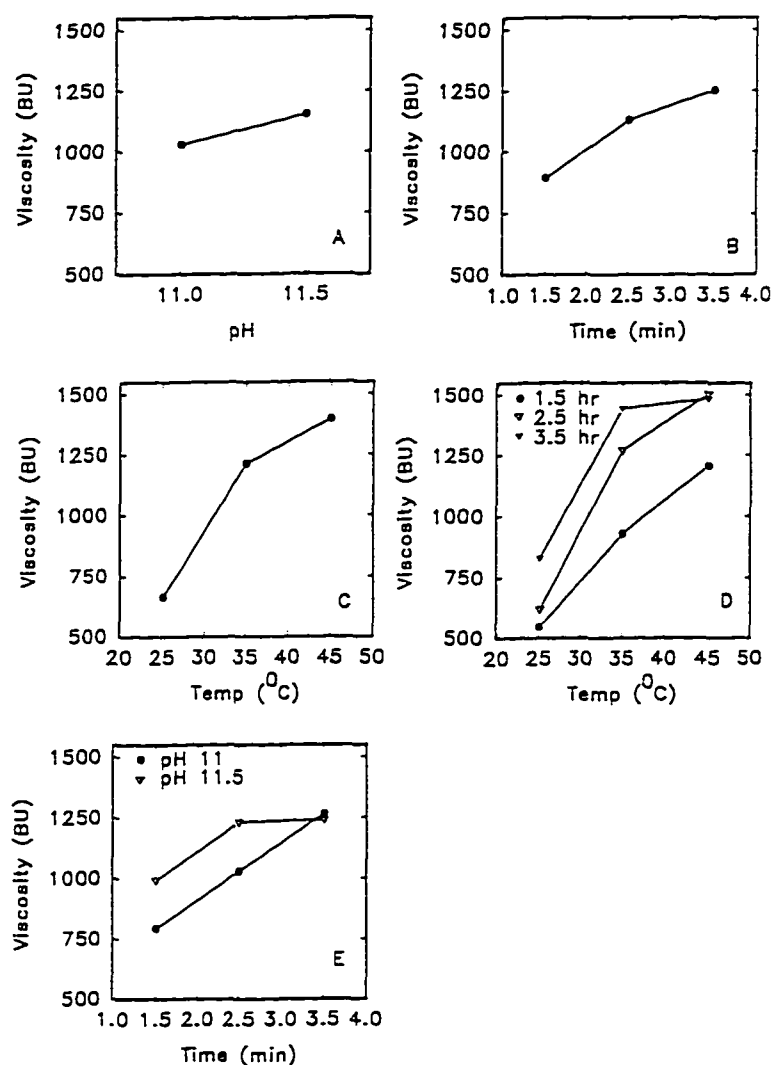 1500
1250
1000
750
500
Viscosity (BU)
A
11.0 11.5
pH
1500
1250
1000
750
500
Viscosity (BU)
B
1.0 1.5 2.0 2.5 3.0 3.5 4.0
Time (min)
1500
1250
1000
750
500
Viscosity (BU)
C
20 25 30 35 40 45 50
Temp (⁰C)
1500
1250
1000
750
500
Viscosity (BU)
1.5 hr
2.5 hr
3.5 hr
D
20 25 30 35 40 45 50
Temp (⁰C)
1500
1250
1000
750
500
Viscosity (BU)
pH 11
pH 11.5
E
1.0 1.5 2.0 2.5 3.0 3.5 4.0
Time (min)